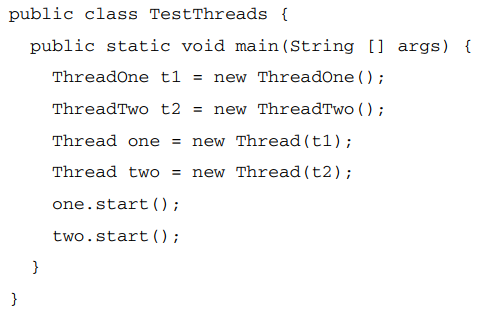 public class TestThreads {
  public static void main(String [] args) {
    ThreadOne t1 = new ThreadOne();
    ThreadTwo t2 = new ThreadTwo();
    Thread one = new Thread(t1);
    Thread two = new Thread(t2);
    one.start();
    two.start();
  }
}